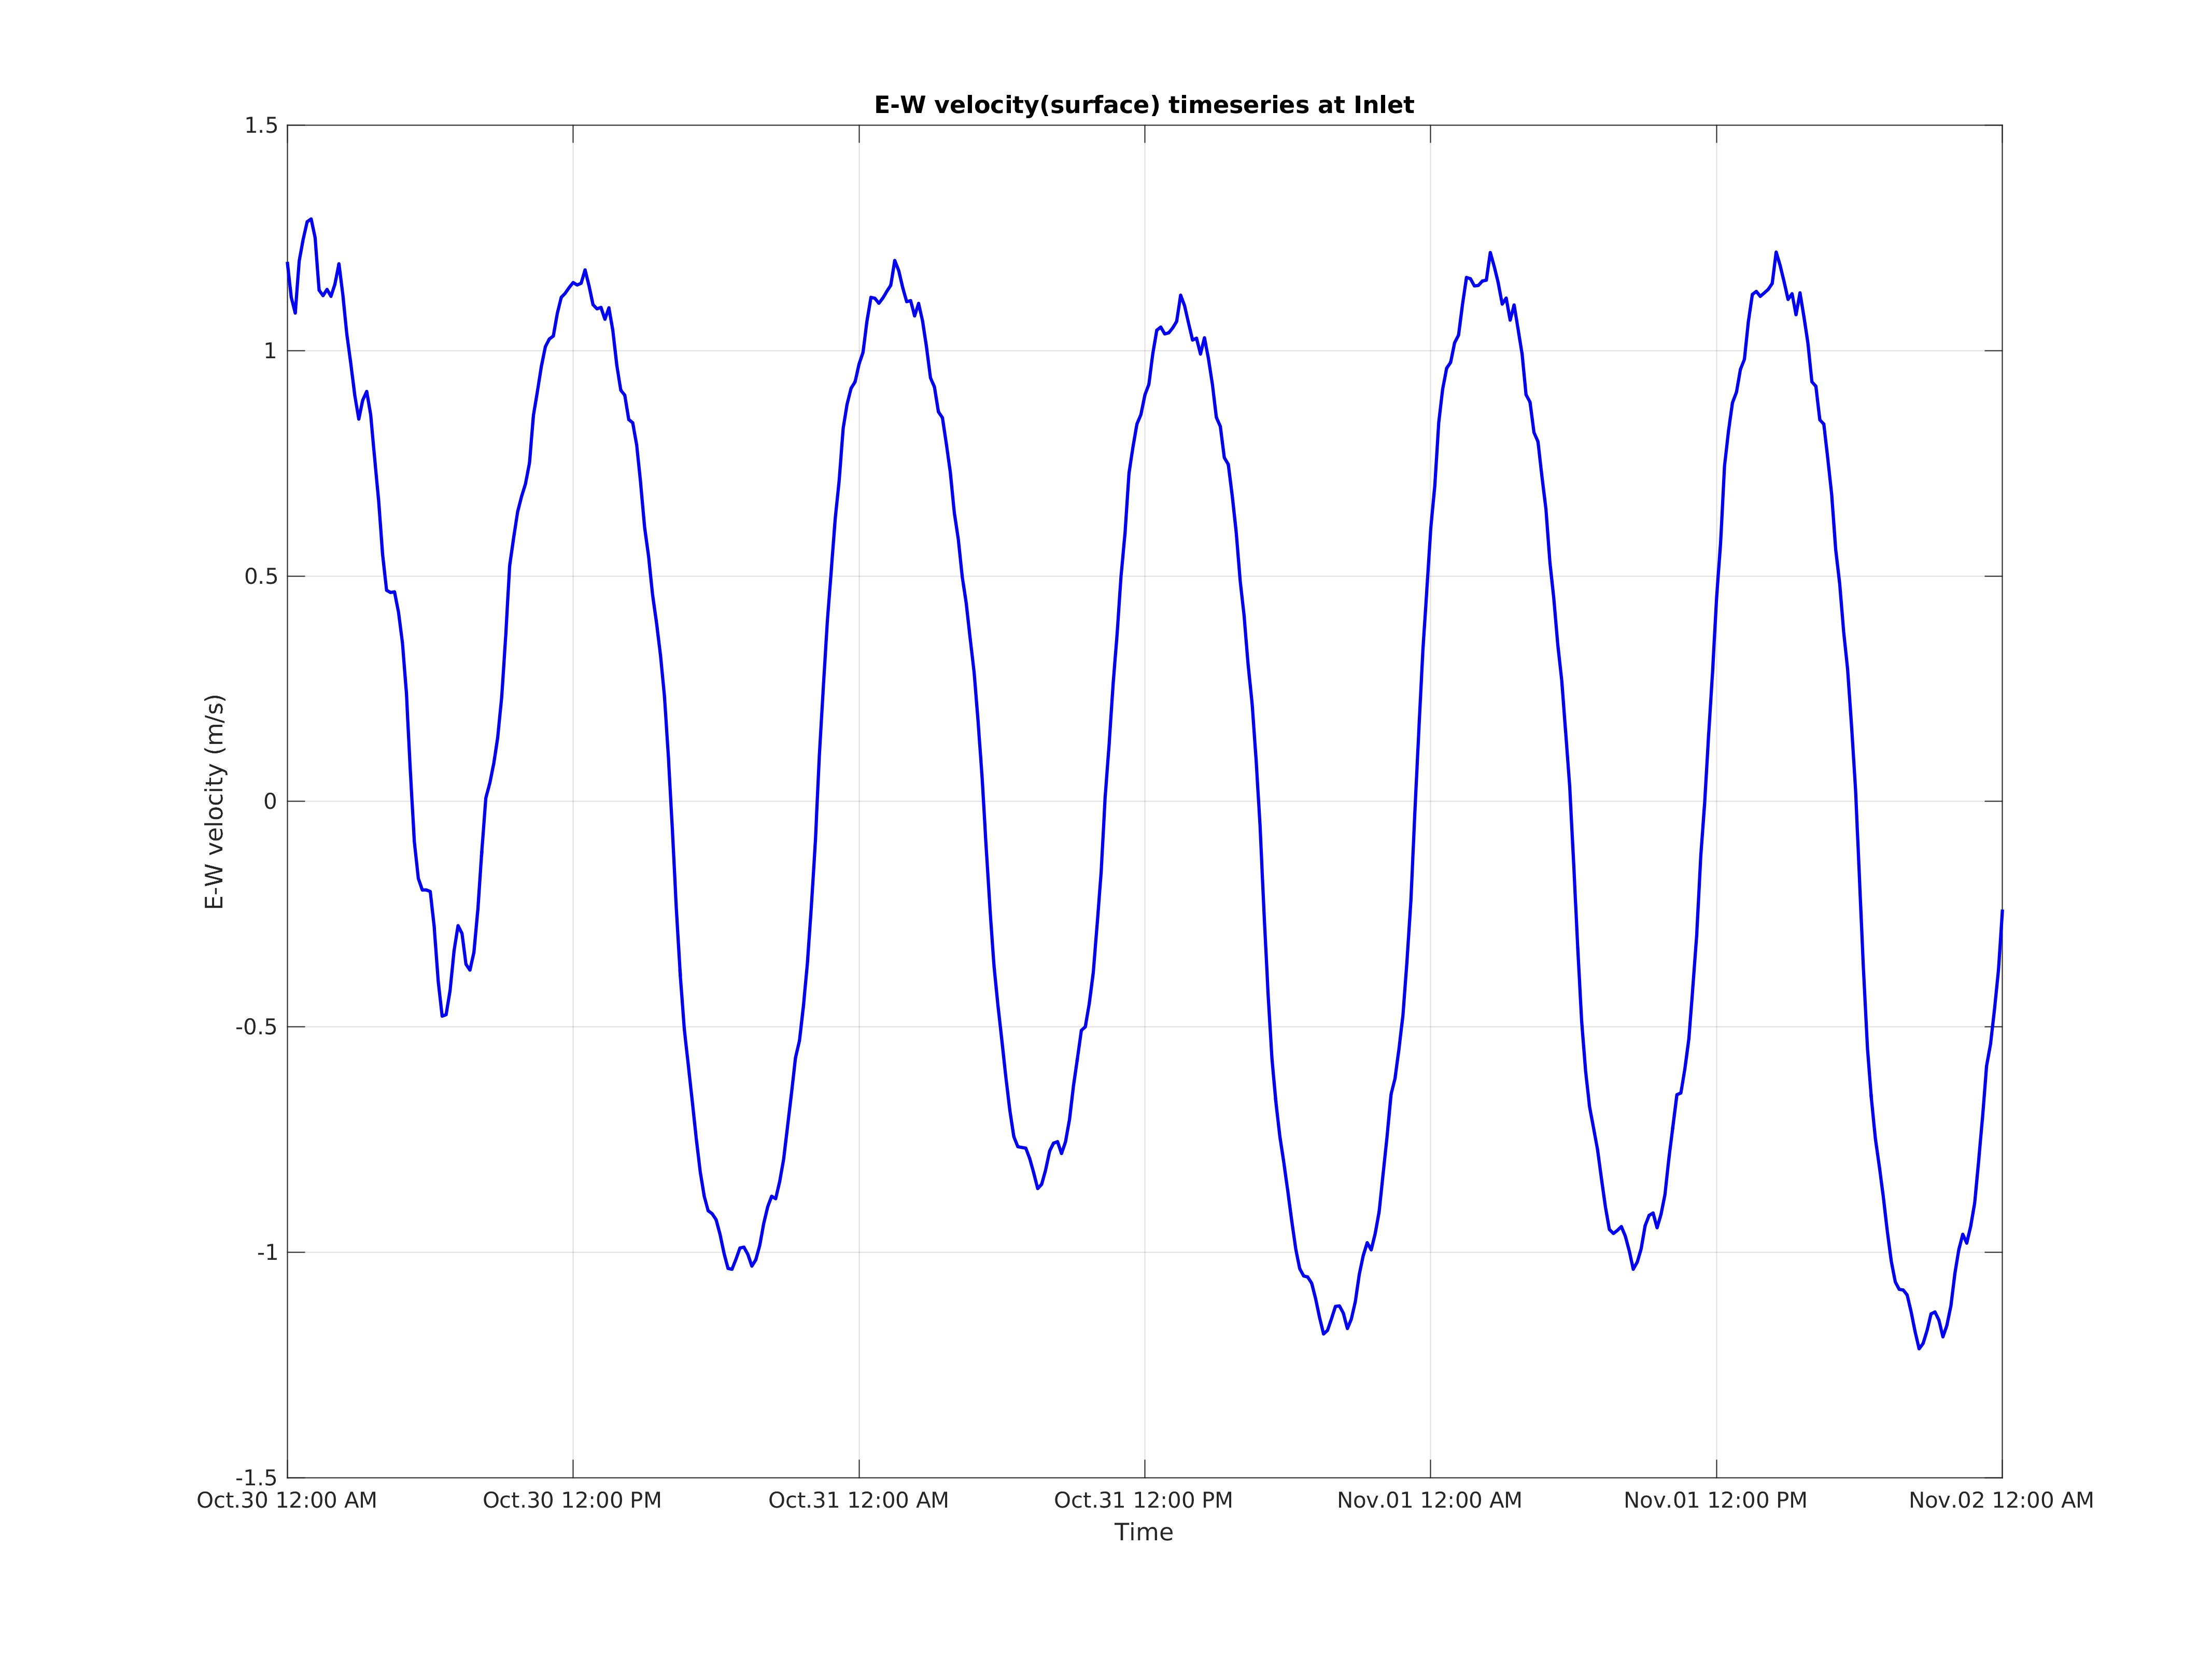 E-W velocity(surface) timeseries at Inlet
1.5
1
0.5
0
-0.5
-1
-1.5
E-W velocity (m/s)
Oct.30 12:00 AM Oct.30 12:00 PM Oct.31 12:00 AM Oct.31 12:00 PM Nov.01 12:00 AM Nov.01 12:00 PM Nov.02 12:00 AM
Time